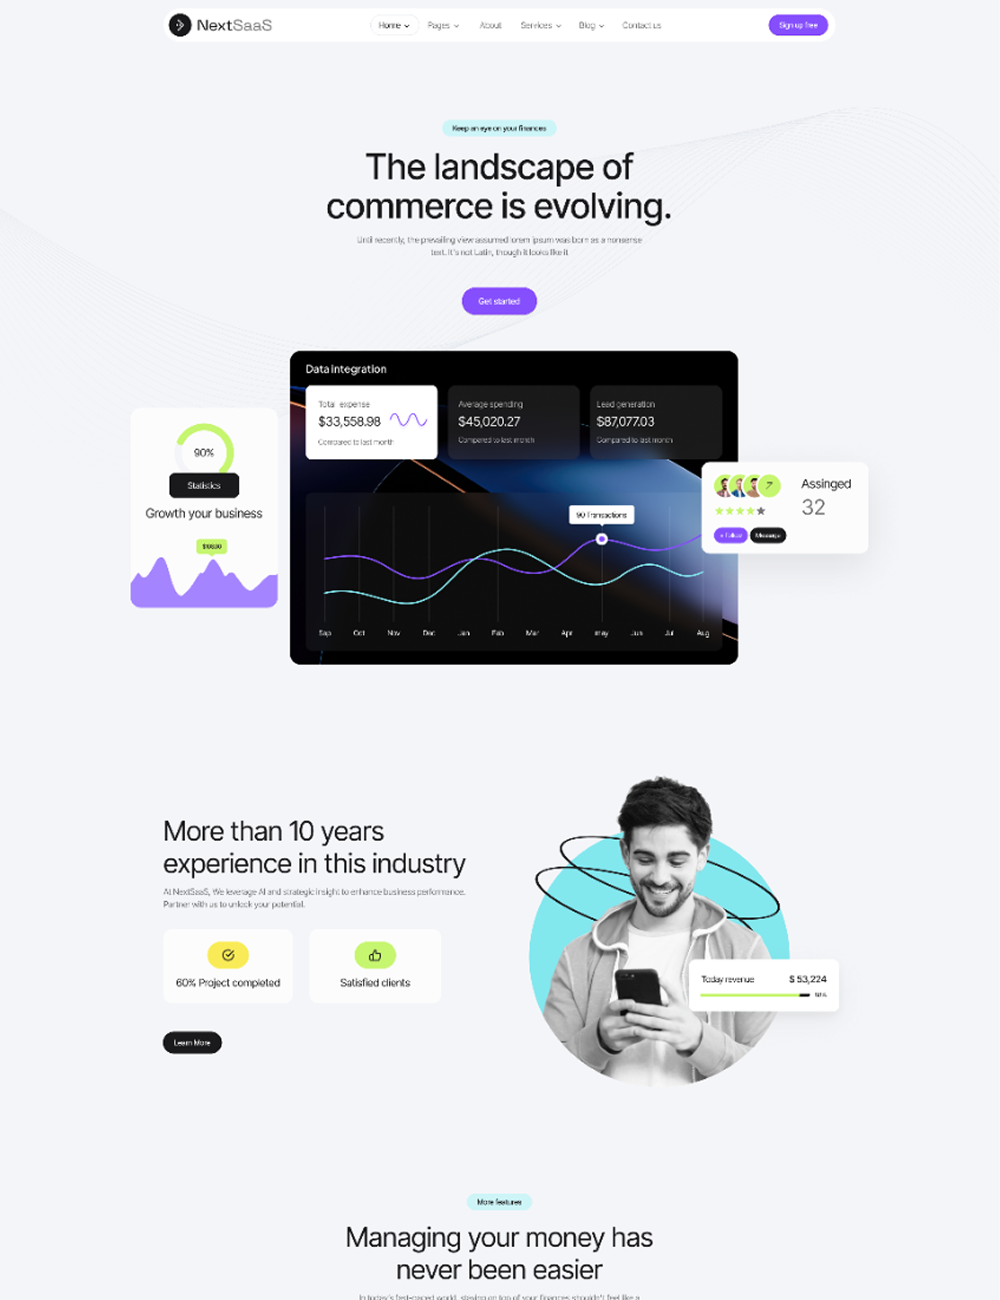 NextSaaS
Home
Pages
About
Services
Blog
Contact us
Sign up free
Keep an eye on your finances
The landscape of
commerce is evolving.
Until recently, the prevailing view assumed lorem ipsum was born as a nonsense
text. It's not Latin, though it looks like it
Get started
Data integration
Total expense
$33,558.98
Compared to last month
Average spending
$45,020.27
Compared to last month
Lead generation
$87,077.03
Compared to last month
90%
Statistics
Growth your business
90 Transactions
Sep Oct Nov Dec Jan Feb Mar Apr may Jun Jul Aug
Assinged
32
+ Follow
Message
More than 10 years
experience in this industry
At NextSaaS, We leverage AI and strategic insight to enhance business performance.
Partner with us to unlock your potential.
60% Project completed
Satisfied clients
Learn More
Today revenue
$ 53,224
More features
Managing your money has
never been easier
In today's fast-paced world, staying on top of your finances shouldn't feel like a